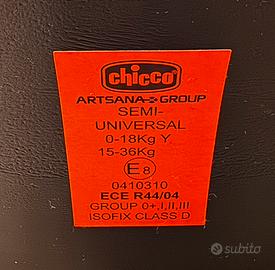 chicco
ARTSANA GROUP
SEMI-
UNIVERSAL
0-18Kg Y
15-36Kg
E 8
0410310
ECE R44/04
GROUP 0+,I,II,III
ISOFIX CLASS D
subito